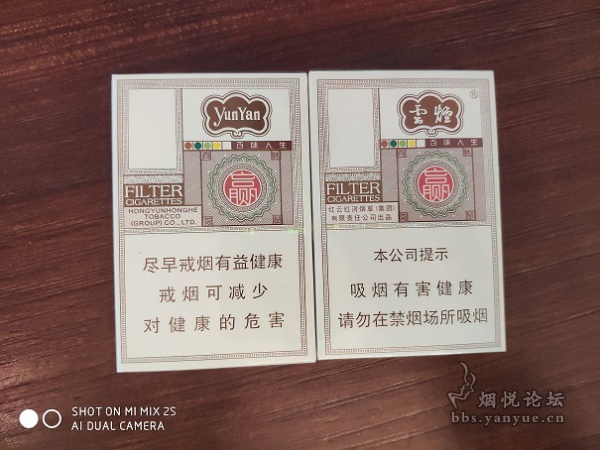 YunYan
百味人生
赢
FILTER
CIGARETTES
HONGYUNHONGHE
TOBACCO
(GROUP) CO., LTD.
尽早戒烟有益健康
戒烟可减少
对健康的危害
雲煙®
百味人生
赢
FILTER
CIGARETTES
红云红河烟草(集团)
有限责任公司出品
本公司提示
吸烟有害健康
请勿在禁烟场所吸烟
SHOT ON MI MIX 2S
AI DUAL CAMERA
烟悦论坛
bbs.yanyue.cn